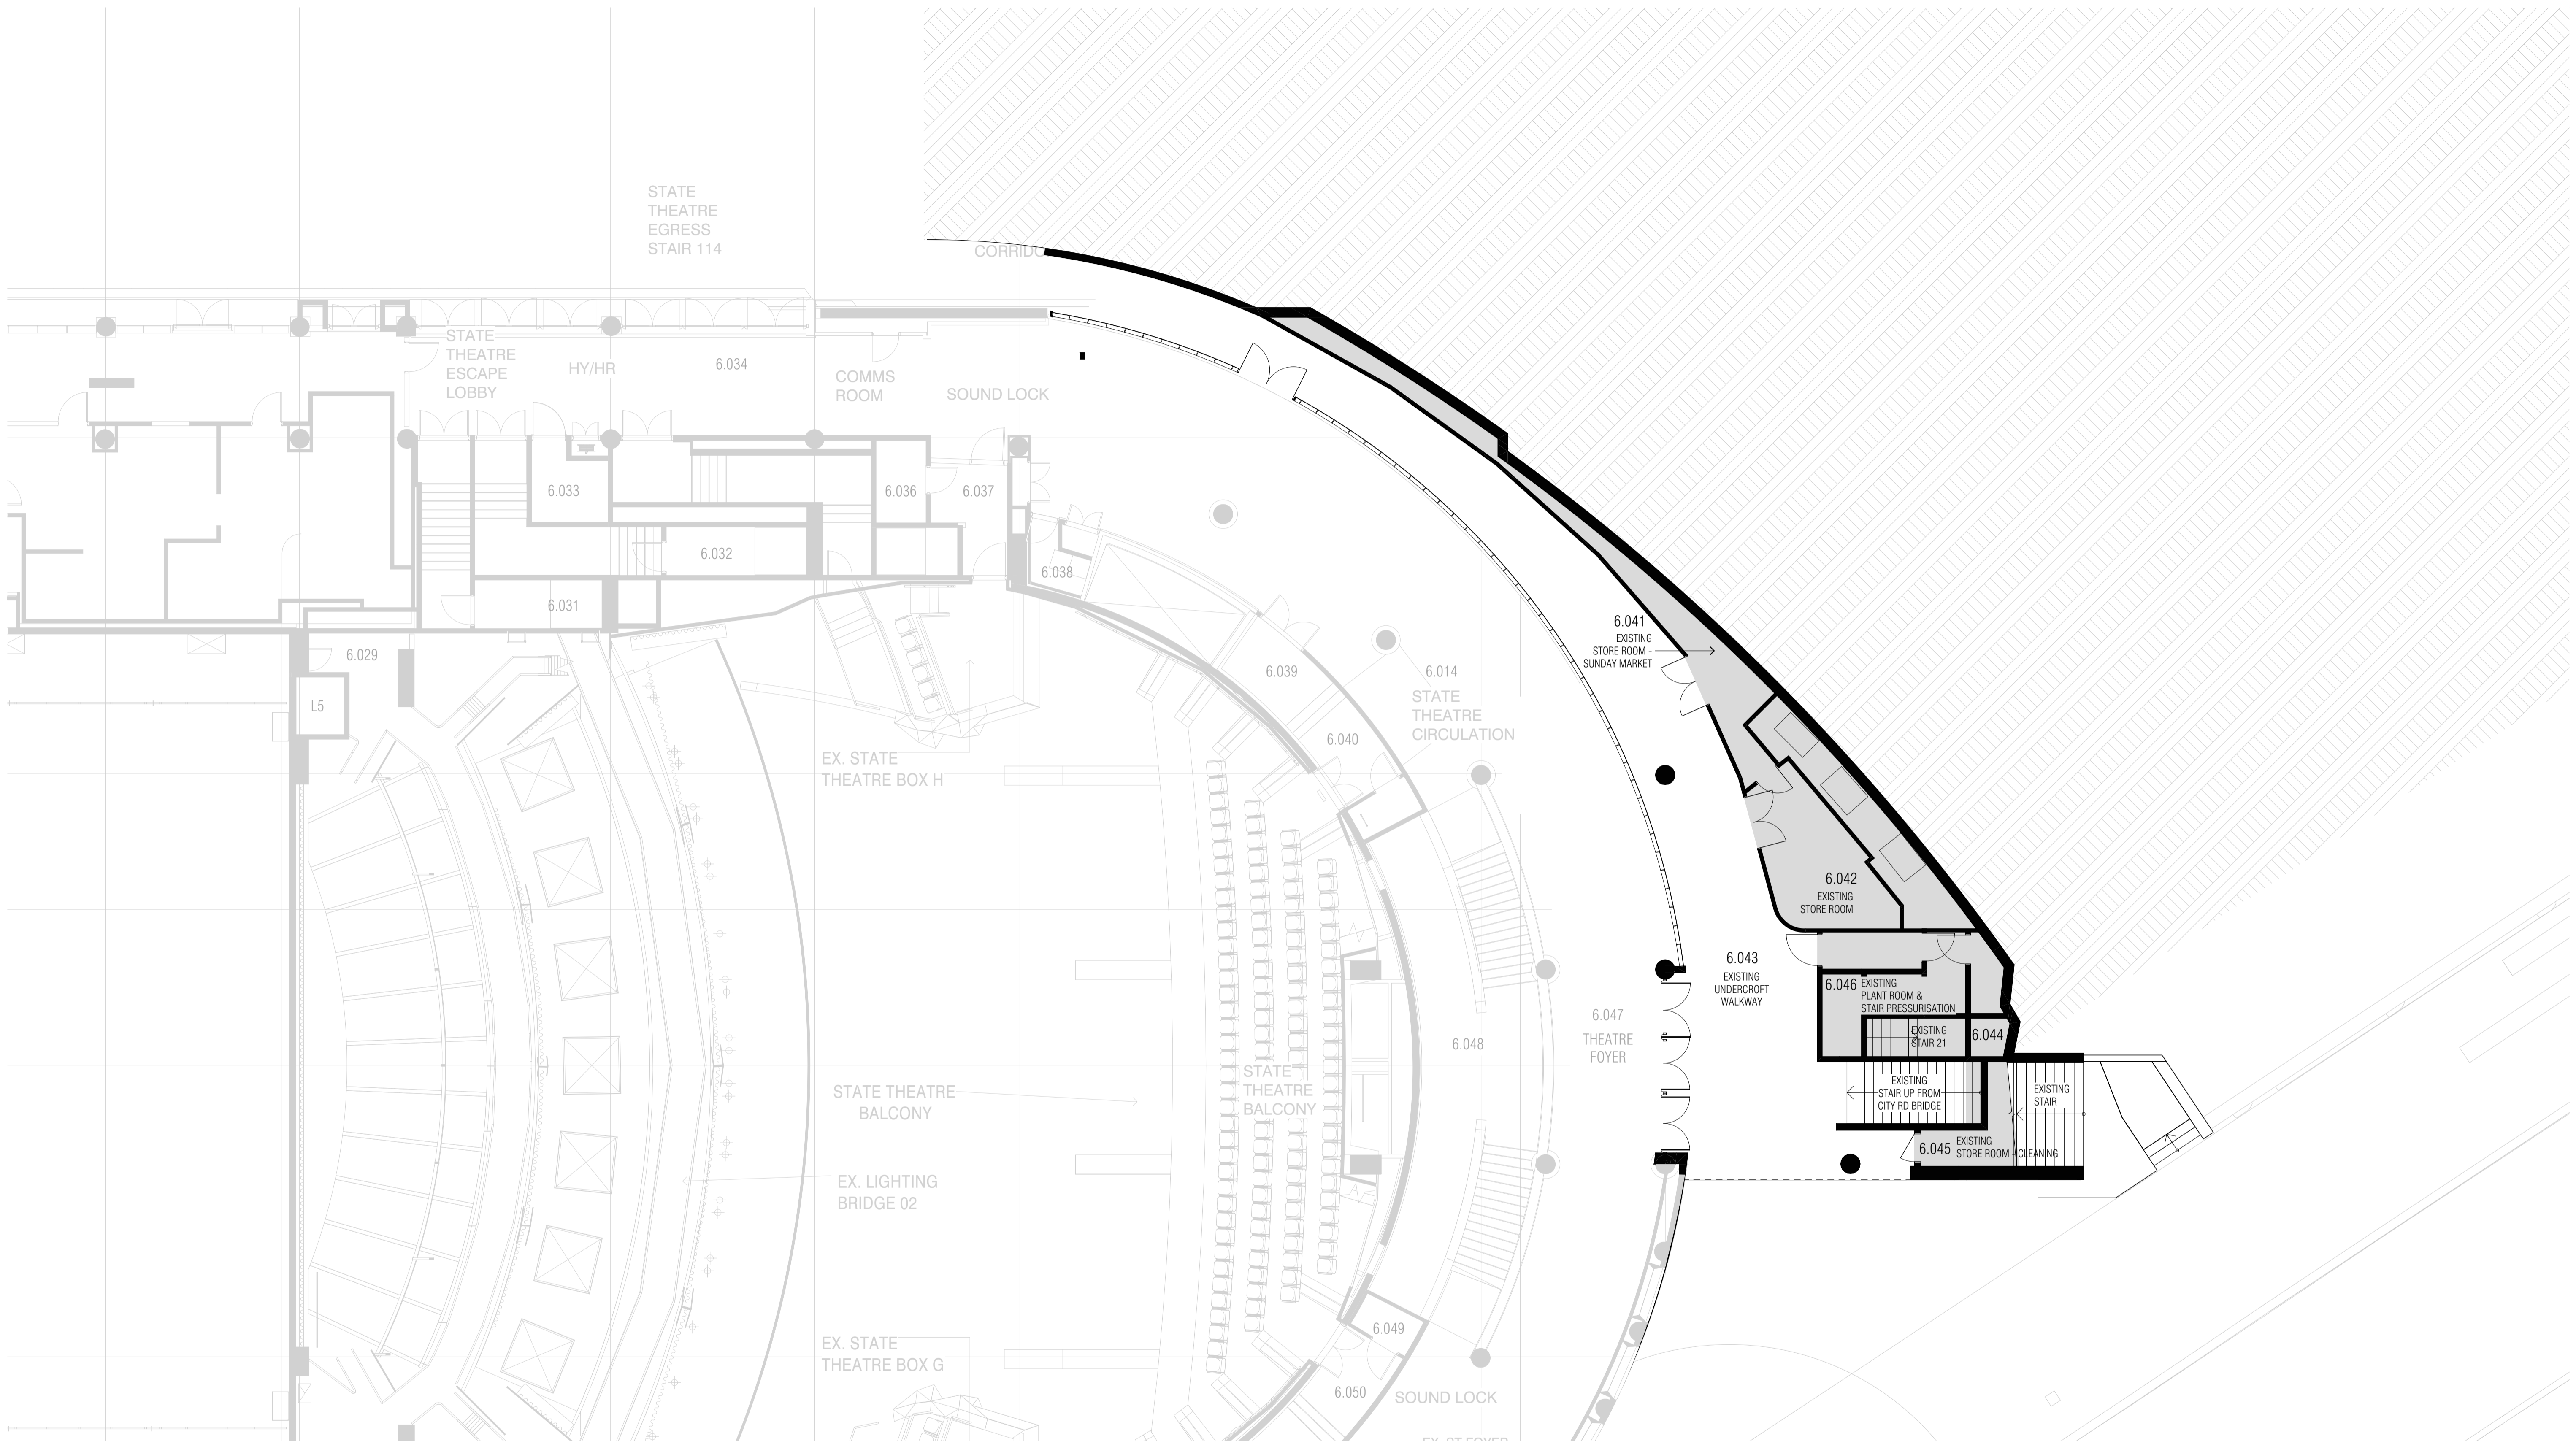 STATE
THEATRE
EGRESS
STAIR 114
STATE
THEATRE
ESCAPE
LOBBY
HY/HR
6.034
COMMS
ROOM
SOUND LOCK
6.033
6.036
6.037
6.032
6.038
6.031
6.029
L5
6.039
6.014
STATE
THEATRE
CIRCULATION
6.040
EX. STATE
THEATRE BOX H
6.041
EXISTING
STORE ROOM -
SUNDAY MARKET
6.042
EXISTING
STORE ROOM
6.043
EXISTING
UNDERCROFT
WALKWAY
6.046 EXISTING
PLANT ROOM &
STAIR PRESSURISATION
EXISTING
STAIR 21
6.044
6.047
THEATRE
FOYER
6.048
STATE
THEATRE
BALCONY
STATE THEATRE
BALCONY
EXISTING
STAIR UP FROM
CITY RD BRIDGE
EXISTING
STAIR
6.045 EXISTING
STORE ROOM - CLEANING
EX. LIGHTING
BRIDGE 02
EX. STATE
THEATRE BOX G
6.049
6.050
SOUND LOCK